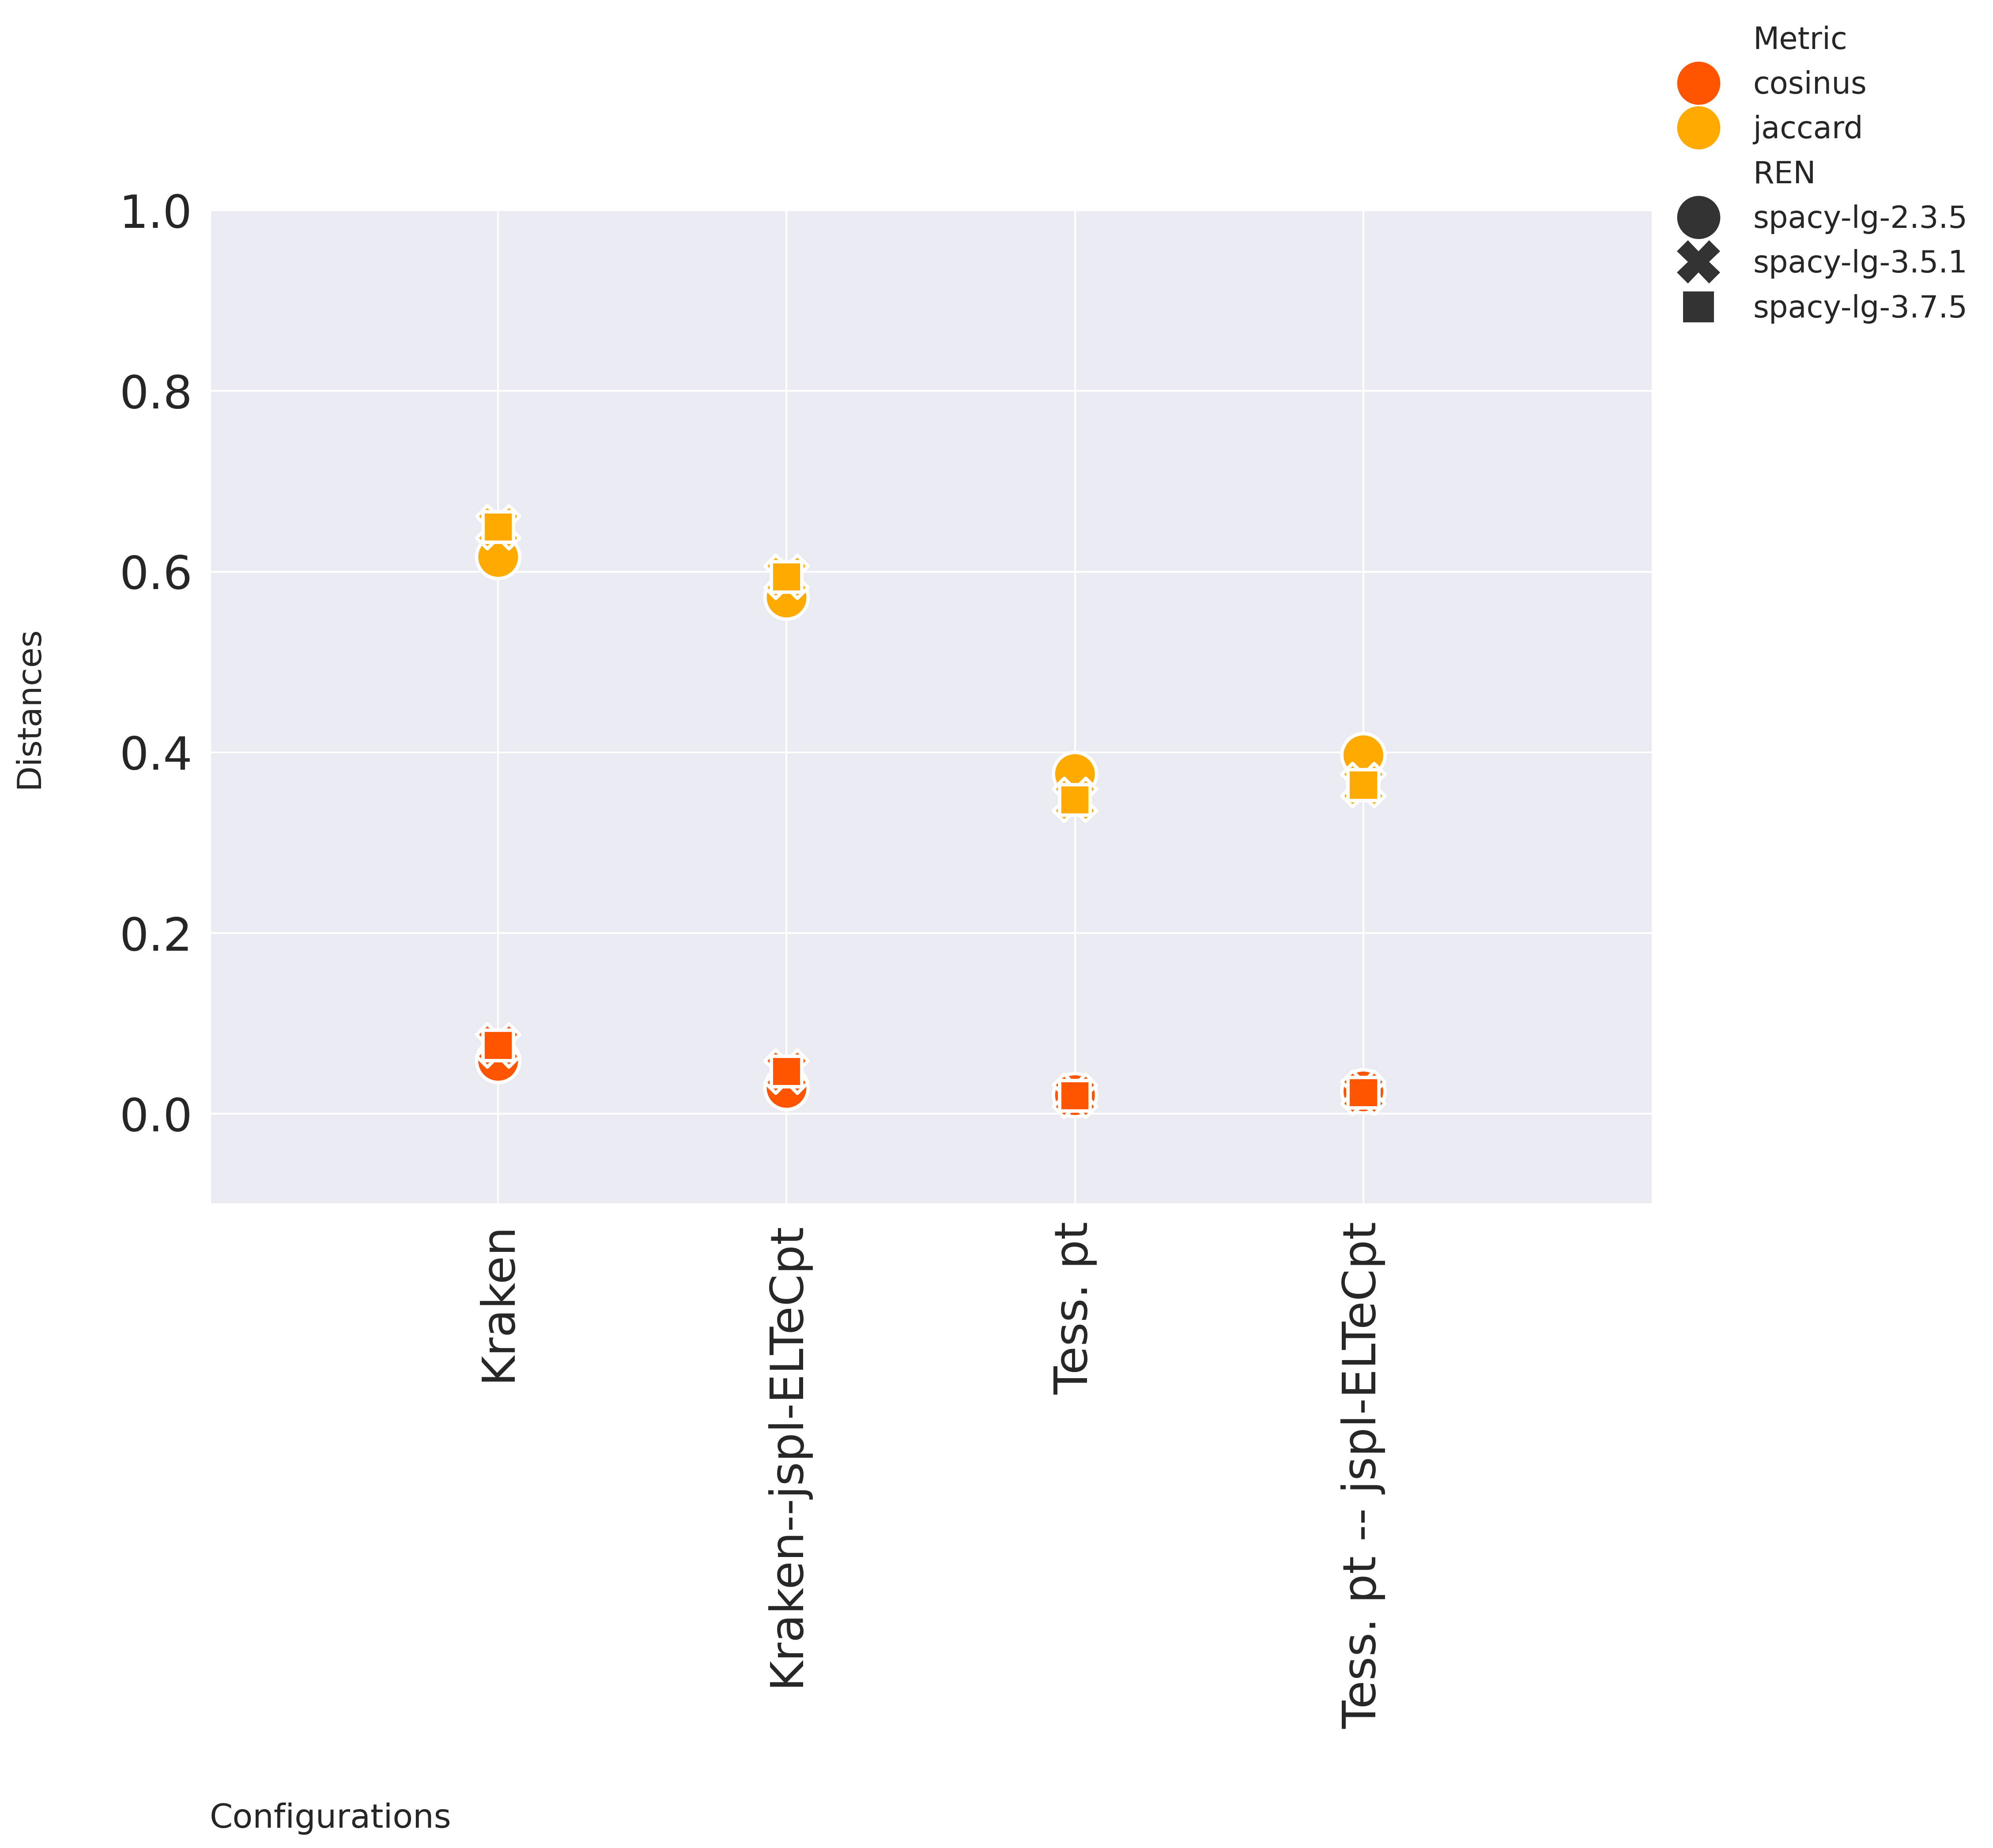 Metric
cosinus
jaccard
REN
spacy-lg-2.3.5
spacy-lg-3.5.1
spacy-lg-3.7.5
1.0
0.8
0.6
0.4
0.2
0.0
Distances
Kraken
Kraken--jspl-ELTeCpt
Tess. pt
Tess. pt -- jspl-ELTeCpt
Configurations